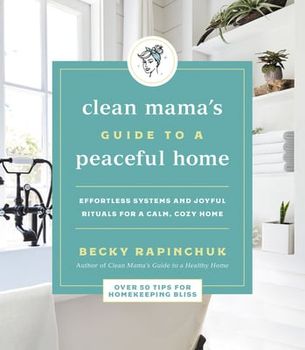 clean mama's
GUIDE TO A
peaceful home
EFFORTLESS SYSTEMS AND JOYFUL
RITUALS FOR A CALM, COZY HOME
BECKY RAPINCHUK
Author of Clean Mama's Guide to a Healthy Home
OVER 50 TIPS FOR
HOMEKEEPING BLISS